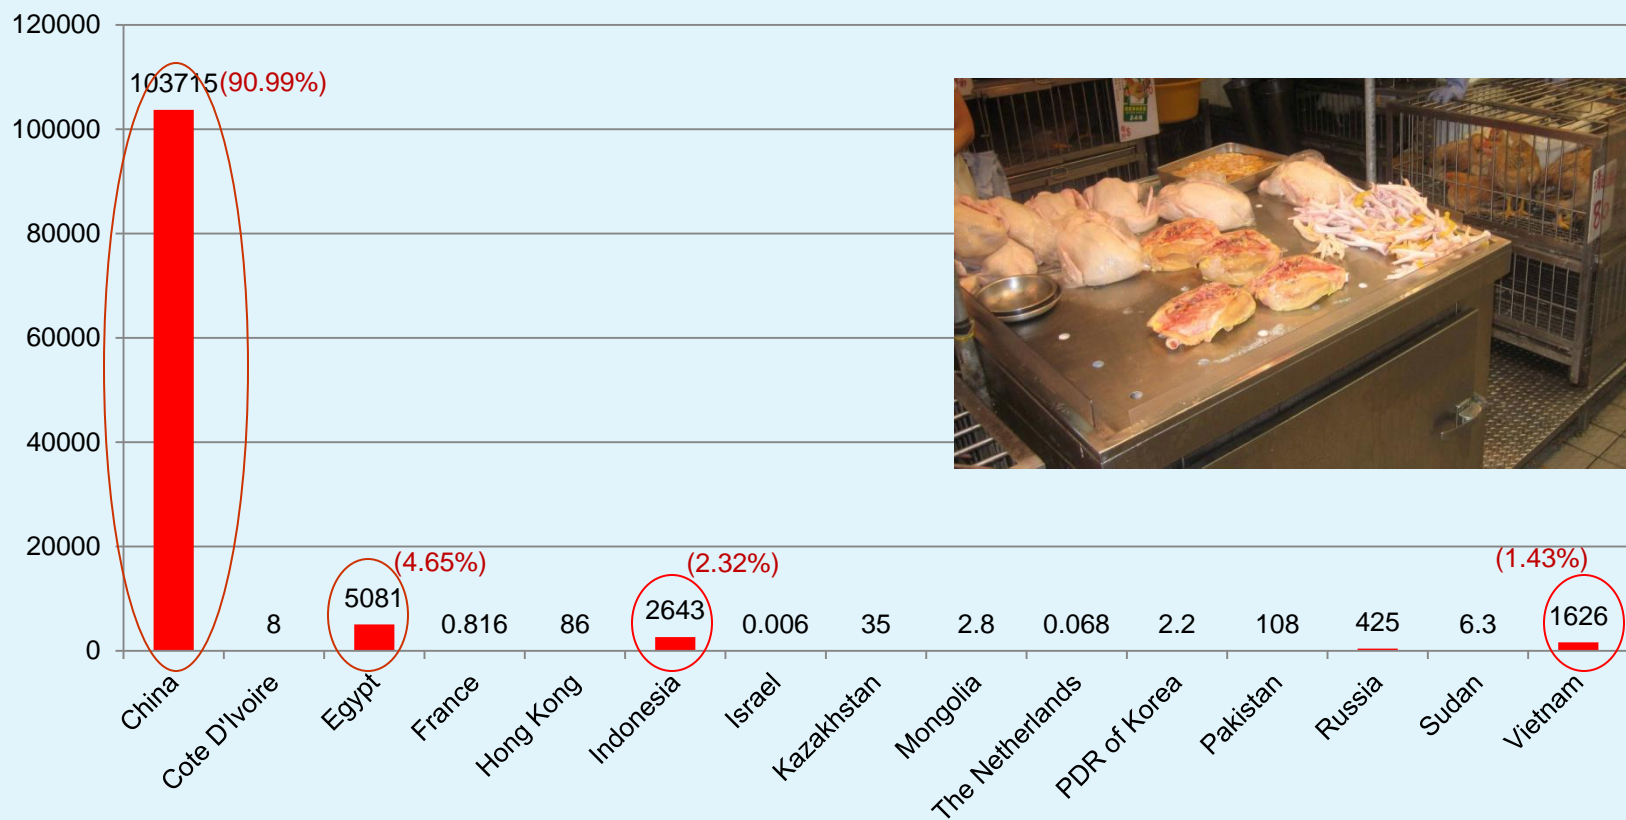 120000
100000
80000
60000
40000
20000
0
103715 (90.99%)
8
5081 (4.65%)
0.816
86
2643 (2.32%)
0.006
35
2.8
0.068
2.2
108
425
6.3
1626 (1.43%)
China
Cote D'Ivoire
Egypt
France
Hong Kong
Indonesia
Israel
Kazakhstan
Mongolia
The Netherlands
PDR of Korea
Pakistan
Russia
Sudan
Vietnam